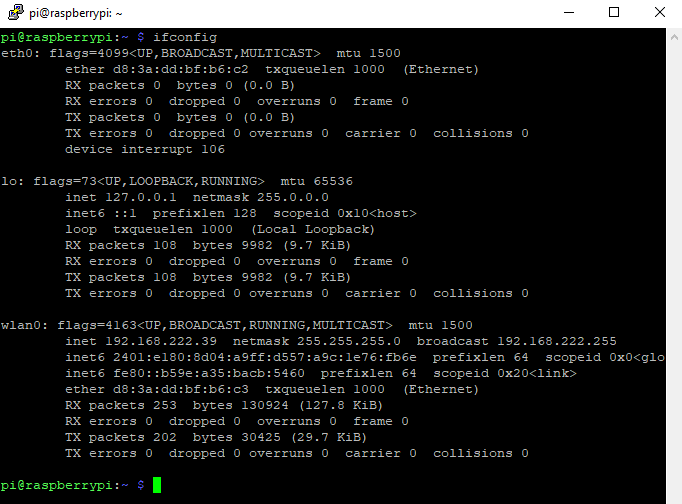 pi@raspberrypi: ~
pi@raspberrypi:~ $ ifconfig
eth0: flags=4099<UP,BROADCAST,MULTICAST>  mtu 1500
        ether d8:3a:dd:bf:b6:c2  txqueuelen 1000  (Ethernet)
        RX packets 0  bytes 0 (0.0 B)
        RX errors 0  dropped 0  overruns 0  frame 0
        TX packets 0  bytes 0 (0.0 B)
        TX errors 0  dropped 0 overruns 0  carrier 0  collisions 0
        device interrupt 106
lo: flags=73<UP,LOOPBACK,RUNNING>  mtu 65536
        inet 127.0.0.1  netmask 255.0.0.0
        inet6 ::1  prefixlen 128  scopeid 0x10<host>
        loop  txqueuelen 1000  (Local Loopback)
        RX packets 108  bytes 9982 (9.7 KiB)
        RX errors 0  dropped 0  overruns 0  frame 0
        TX packets 108  bytes 9982 (9.7 KiB)
        TX errors 0  dropped 0 overruns 0  carrier 0  collisions 0
wlan0: flags=4163<UP,BROADCAST,RUNNING,MULTICAST>  mtu 1500
        inet 192.168.222.39  netmask 255.255.255.0  broadcast 192.168.222.255
        inet6 2401:e180:8d04:a9ff:d557:a9c:1e76:fb6e  prefixlen 64  scopeid 0x0<glo
        inet6 fe80::b59e:a35:bacb:5460  prefixlen 64  scopeid 0x20<link>
        ether d8:3a:dd:bf:b6:c3  txqueuelen 1000  (Ethernet)
        RX packets 253  bytes 130924 (127.8 KiB)
        RX errors 0  dropped 0  overruns 0  frame 0
        TX packets 202  bytes 30425 (29.7 KiB)
        TX errors 0  dropped 0 overruns 0  carrier 0  collisions 0
pi@raspberrypi:~ $